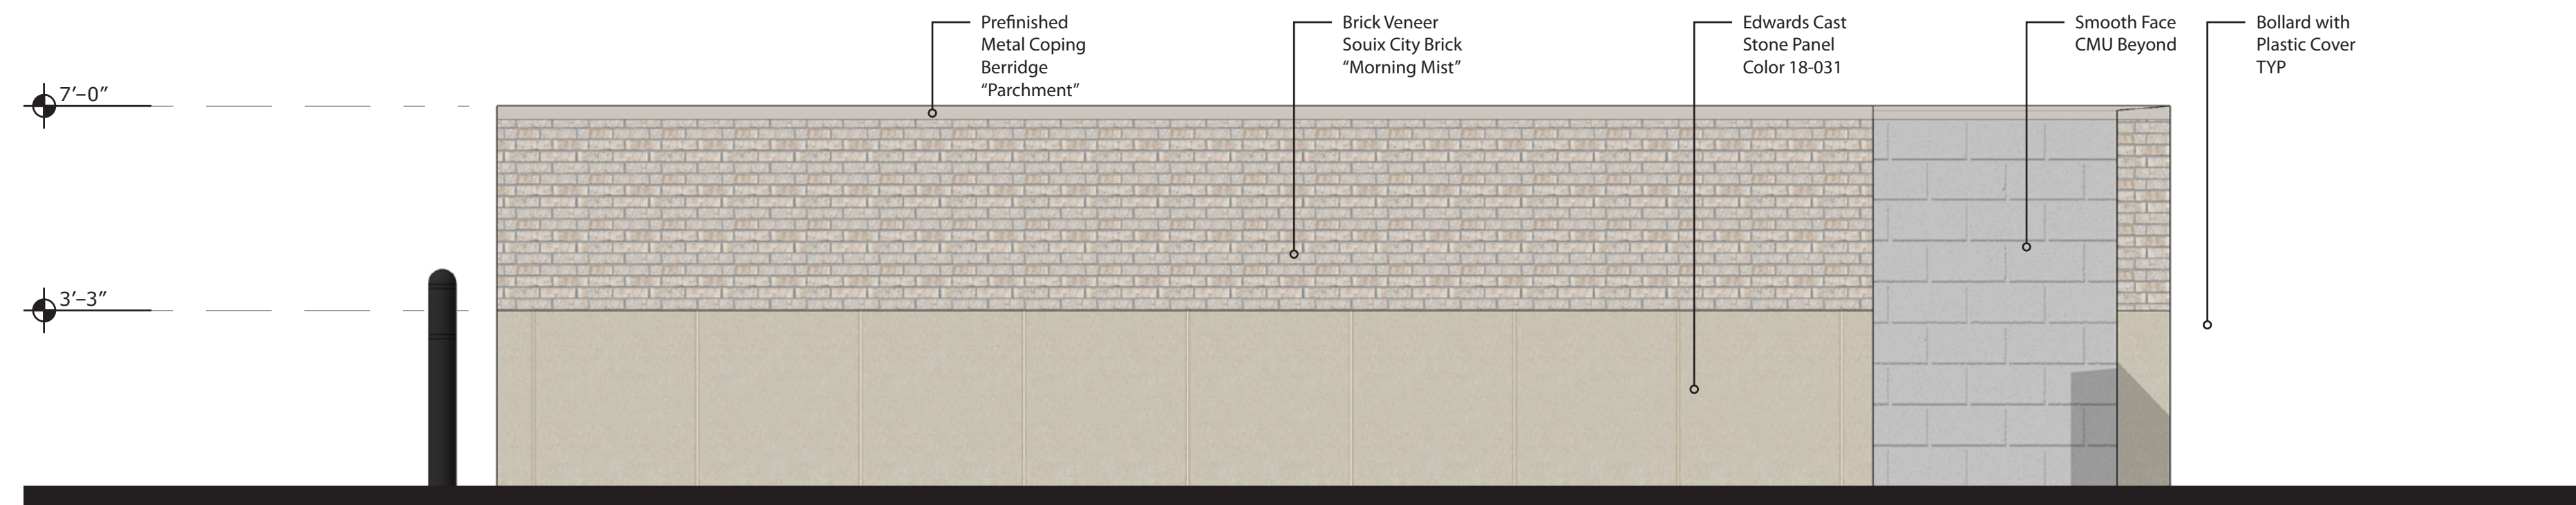 Prefinished
Metal Coping
Berridge
“Parchment”
Brick Veneer
Souix City Brick
“Morning Mist”
Edwards Cast
Stone Panel
Color 18-031
Smooth Face
CMU Beyond
Bollard with
Plastic Cover
TYP
7’–0”
3’–3”